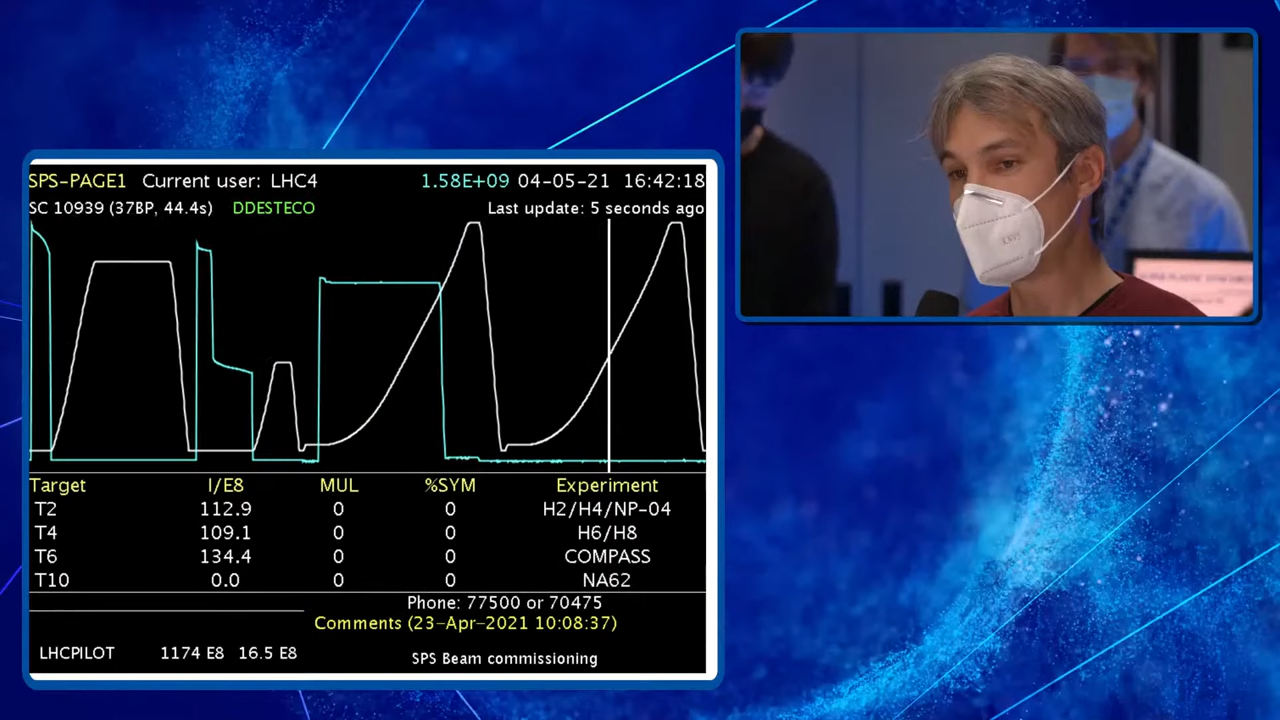 SPS-PAGE1 Current user: LHC4 1.58E+09 04-05-21 16:42:18
SC 10939 (37BP, 44.4s) DDESTECO Last update: 5 seconds ago
Target I/E8 MUL %SYM Experiment
T2 112.9 0 0 H2/H4/NP-04
T4 109.1 0 0 H6/H8
T6 134.4 0 0 COMPASS
T10 0.0 0 0 NA62
Phone: 77500 or 70475
Comments (23-Apr-2021 10:08:37)
LHCPILOT 1174 E8 16.5 E8
SPS Beam commissioning